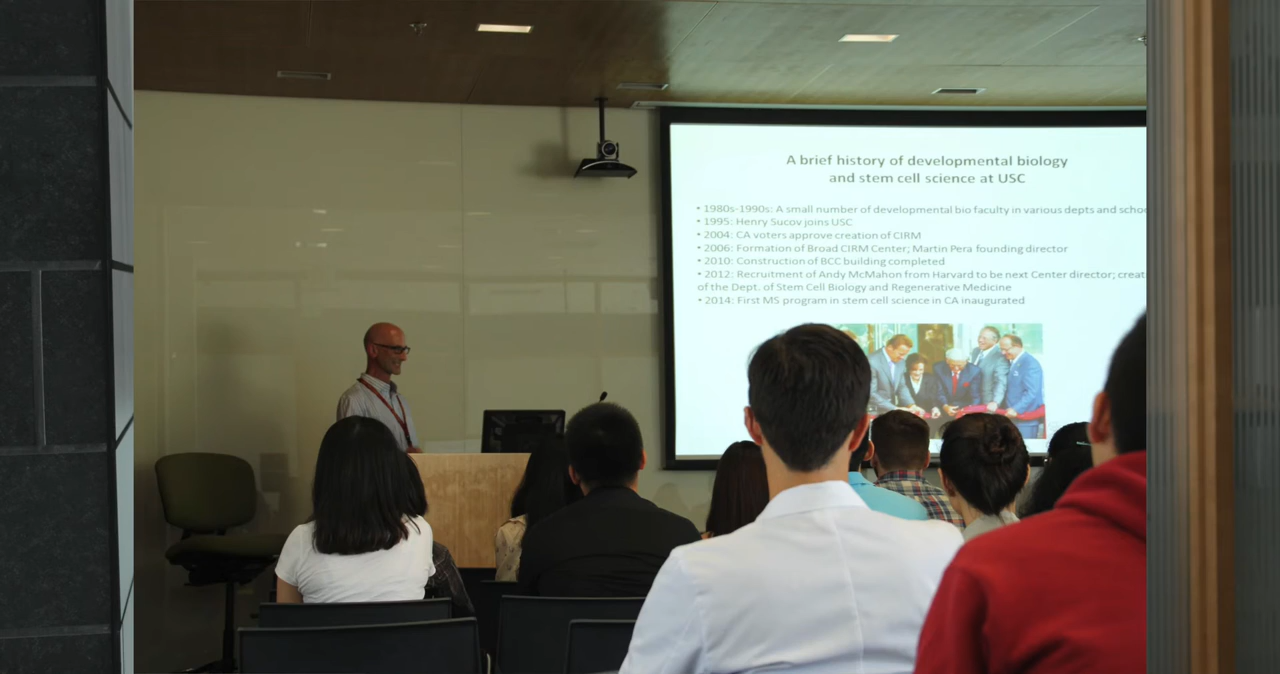 A brief history of developmental biology
and stem cell science at USC
• 1980s-1990s: A small number of developmental bio faculty in various depts and schoo
• 1995: Henry Sucov joins USC
• 2004: CA voters approve creation of CIRM
• 2006: Formation of Broad CIRM Center; Martin Pera founding director
• 2010: Construction of BCC building completed
• 2012: Recruitment of Andy McMahon from Harvard to be next Center director; creat
of the Dept. of Stem Cell Biology and Regenerative Medicine
• 2014: First MS program in stem cell science in CA inaugurated